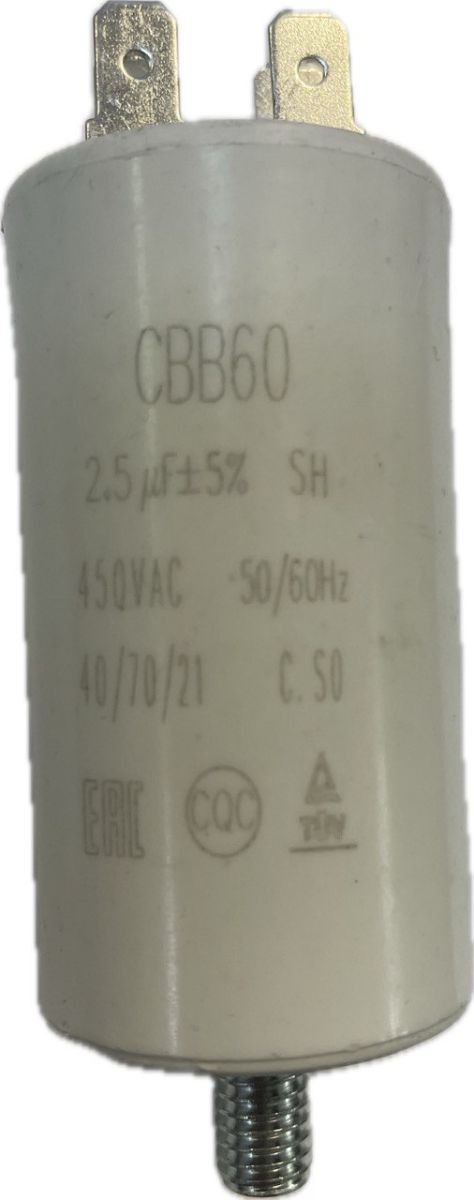 CBB60
2.5 μF±5% SH
450VAC 50/60Hz
40/70/21 C.S0
EAC CQC TÜV